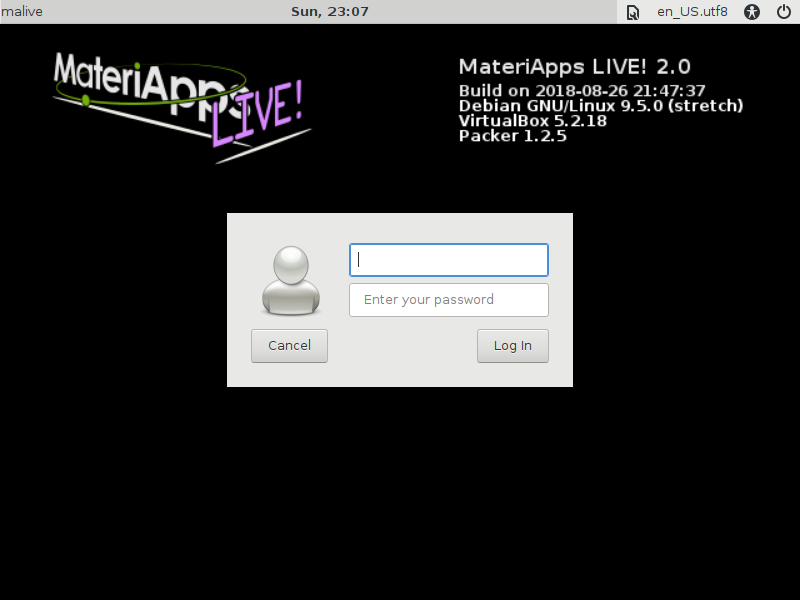 malive
Sun, 23:07
en_US.utf8
MateriApps
LIVE!
MateriApps LIVE! 2.0
Build on 2018-08-26 21:47:37
Debian GNU/Linux 9.5.0 (stretch)
VirtualBox 5.2.18
Packer 1.2.5
Enter your password
Cancel
Log In